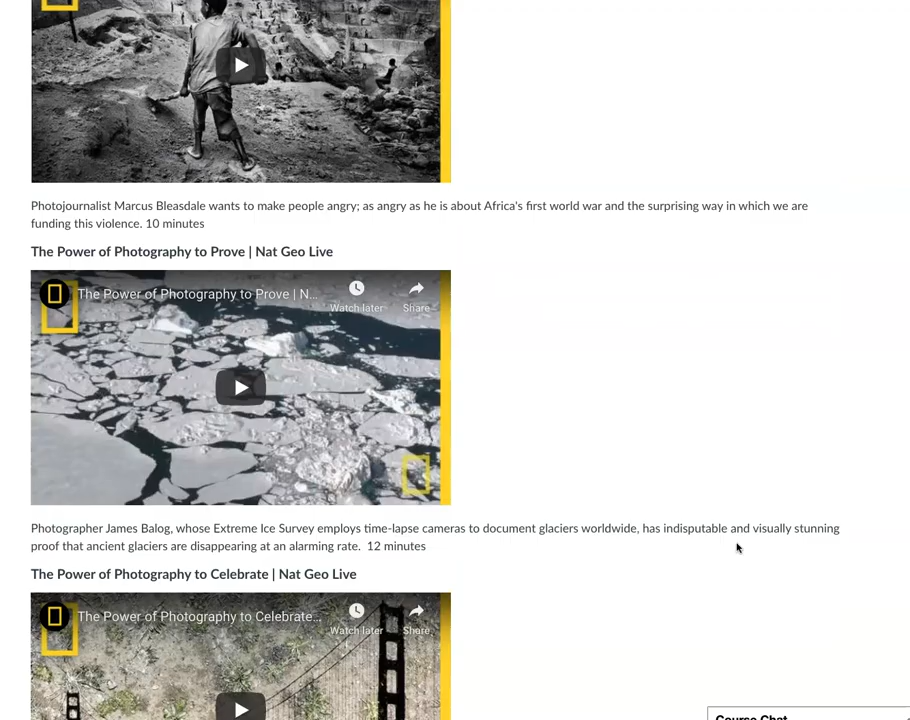 Photojournalist Marcus Bleasdale wants to make people angry; as angry as he is about Africa's first world war and the surprising way in which we are
funding this violence. 10 minutes
The Power of Photography to Prove | Nat Geo Live
The Power of Photography to Prove | N...
Watch later
Share
Photographer James Balog, whose Extreme Ice Survey employs time-lapse cameras to document glaciers worldwide, has indisputable and visually stunning
proof that ancient glaciers are disappearing at an alarming rate.  12 minutes
The Power of Photography to Celebrate | Nat Geo Live
The Power of Photography to Celebrate...
Watch later
Share
Course Chat